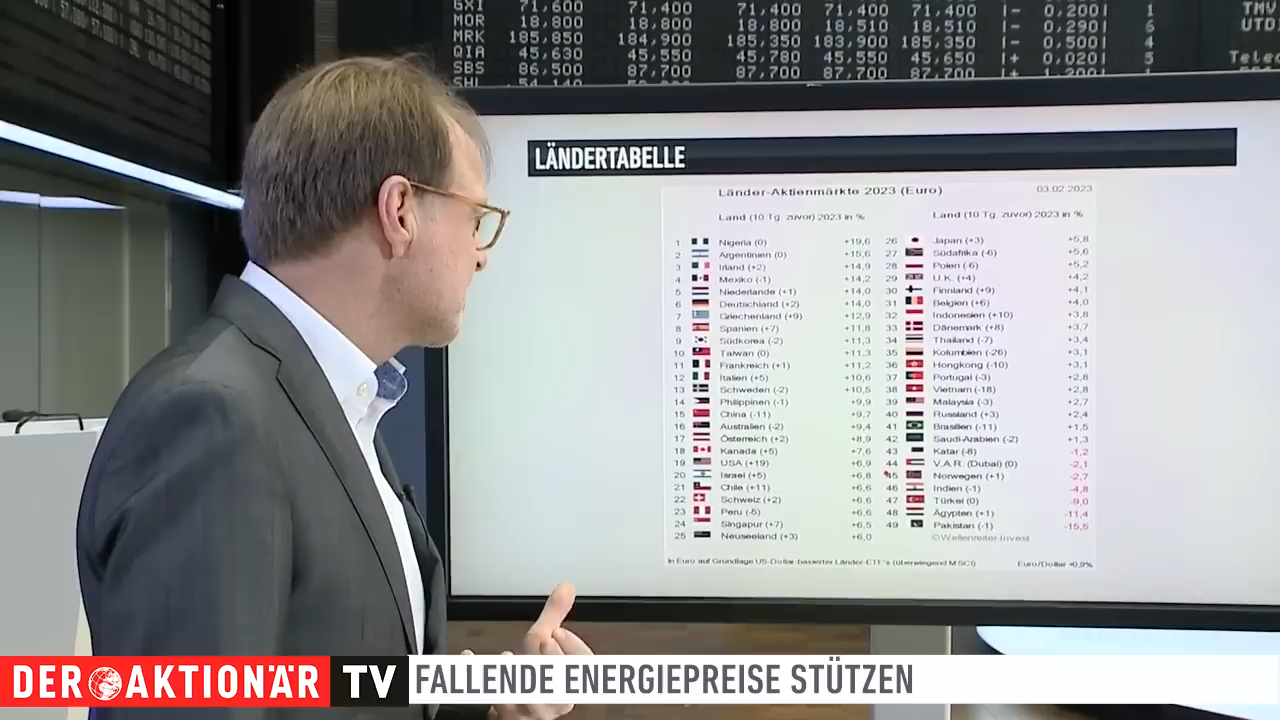 GXI 71,600 71,400 71,400 71,400 71,400 |- 0,200| 1 TMV
MOR 18,800 18,800 18,800 18,510 18,510 |- 0,290| 6 UTD
MRK 185,850 184,900 185,350 183,900 185,350 |- 0,500| 4
QIA 45,630 45,550 45,780 45,550 45,650 |+ 0,020| 5 Tele
SBS 86,500 87,700 87,700 87,700 87,700 |+ 1,200|
SHL 54,140
LÄNDERTABELLE
Länder-Aktienmärkte 2023 (Euro) 03.02.2023
Land (10 Tg. zuvor) 2023 in % Land (10 Tg. zuvor) 2023 in %
1 Nigeria (0) +19,6 26 Japan (+3) +5,8
2 Argentinien (0) +15,6 27 Südafrika (-6) +5,6
3 Irland (+2) +14,9 28 Polen (-6) +5,2
4 Mexiko (-1) +14,2 29 U.K. (+4) +4,2
5 Niederlande (+1) +14,0 30 Finnland (+9) +4,1
6 Deutschland (+2) +14,0 31 Belgien (+6) +4,0
7 Griechenland (+9) +12,9 32 Indonesien (+10) +3,8
8 Spanien (+7) +11,8 33 Dänemark (+8) +3,7
9 Südkorea (-2) +11,3 34 Thailand (-7) +3,4
10 Taiwan (0) +11,3 35 Kolumbien (-26) +3,1
11 Frankreich (+1) +11,2 36 Hongkong (-10) +3,1
12 Italien (+5) +10,6 37 Portugal (-3) +2,8
13 Schweden (-2) +10,5 38 Vietnam (-18) +2,8
14 Philippinen (-1) +9,9 39 Malaysia (-3) +2,7
15 China (-11) +9,7 40 Russland (+3) +2,4
16 Australien (-2) +9,4 41 Brasilien (-11) +1,5
17 Österreich (+2) +8,9 42 Saudi-Arabien (-2) +1,3
18 Kanada (+5) +7,6 43 Katar (-8) -1,2
19 USA (+19) +6,9 44 V.A.R. (Dubai) (0) -2,1
20 Israel (+5) +6,8 45 Norwegen (+1) -2,7
21 Chile (+11) +6,6 46 Indien (-1) -4,8
22 Schweiz (+2) +6,6 47 Türkei (0) -9,0
23 Peru (-5) +6,6 48 Ägypten (+1) -11,4
24 Singapur (+7) +6,5 49 Pakistan (-1) -15,5
25 Neuseeland (+3) +6,0 ©Wellenreiter-Invest
In Euro auf Grundlage US-Dollar-basierter Länder-ETF's (überwiegend MSCI) Euro/Dollar +0,9%
DER AKTIONÄR TV FALLENDE ENERGIEPREISE STÜTZEN